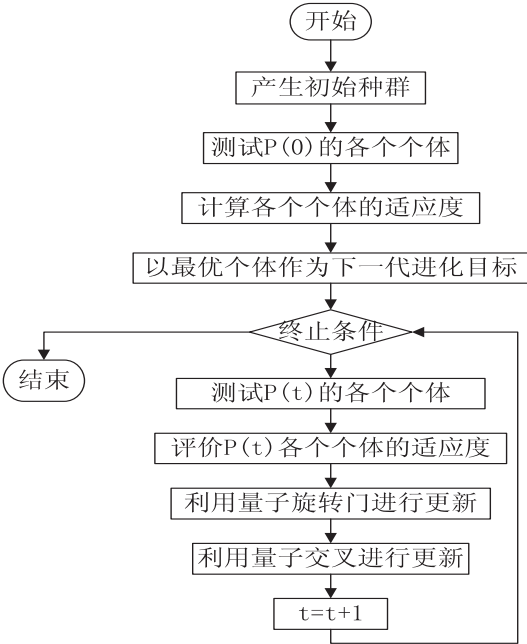 开始
产生初始种群
测试P(0)的各个个体
计算各个个体的适应度
以最优个体作为下一代进化目标
终止条件
结束
测试P(t)的各个个体
评价P(t)各个个体的适应度
利用量子旋转门进行更新
利用量子交叉进行更新
t=t+1